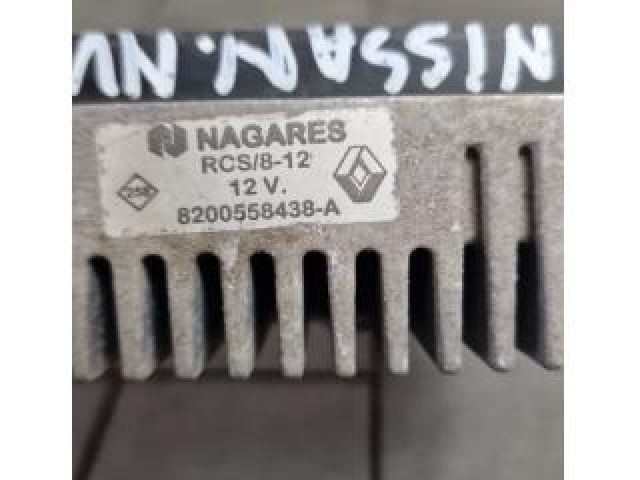 NISSAN.NV
NAGARES
RCS/8-12
12 V.
8200558438-A